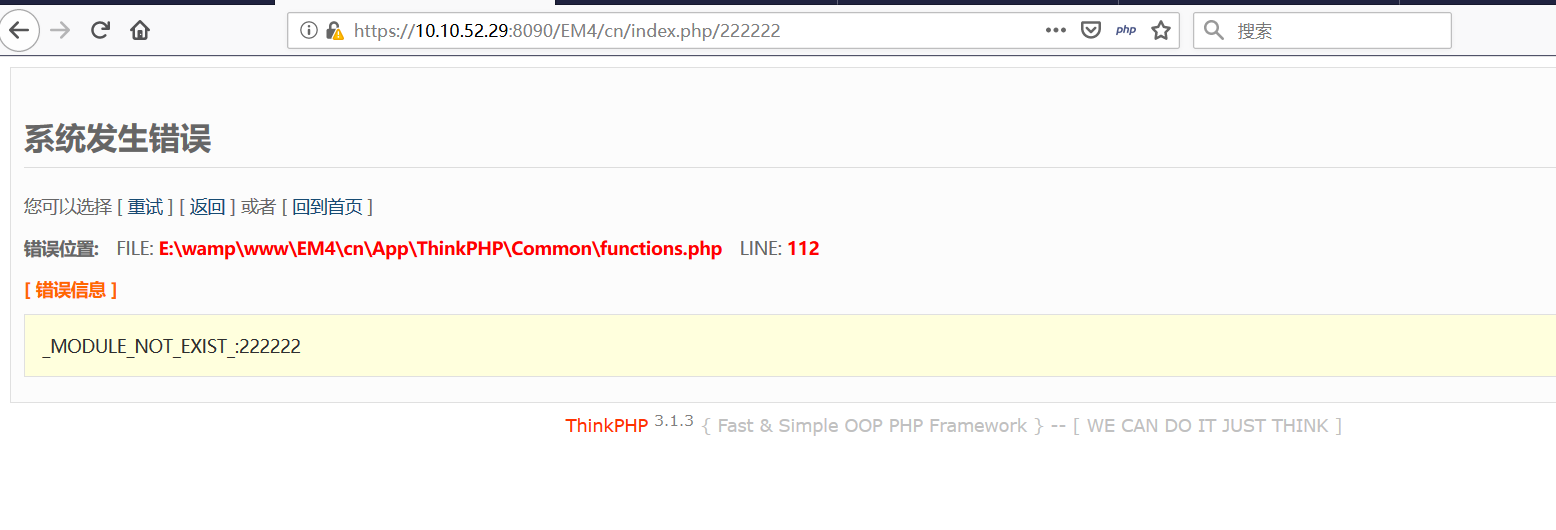 https://10.10.52.29:8090/EM4/cn/index.php/222222 php 搜索
系统发生错误
您可以选择 [ 重试 ] [ 返回 ] 或者 [ 回到首页 ]
错误位置: FILE: E:\wamp\www\EM4\cn\App\ThinkPHP\Common\functions.php LINE: 112
[ 错误信息 ]
_MODULE_NOT_EXIST_:222222
ThinkPHP 3.1.3 { Fast & Simple OOP PHP Framework } -- [ WE CAN DO IT JUST THINK ]